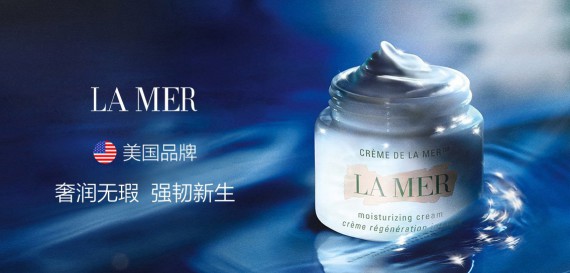 LA MER
美国品牌
奢润无瑕 强韧新生
CRÈME DE LA MER
LA MER
moisturizing cream
crème régénération